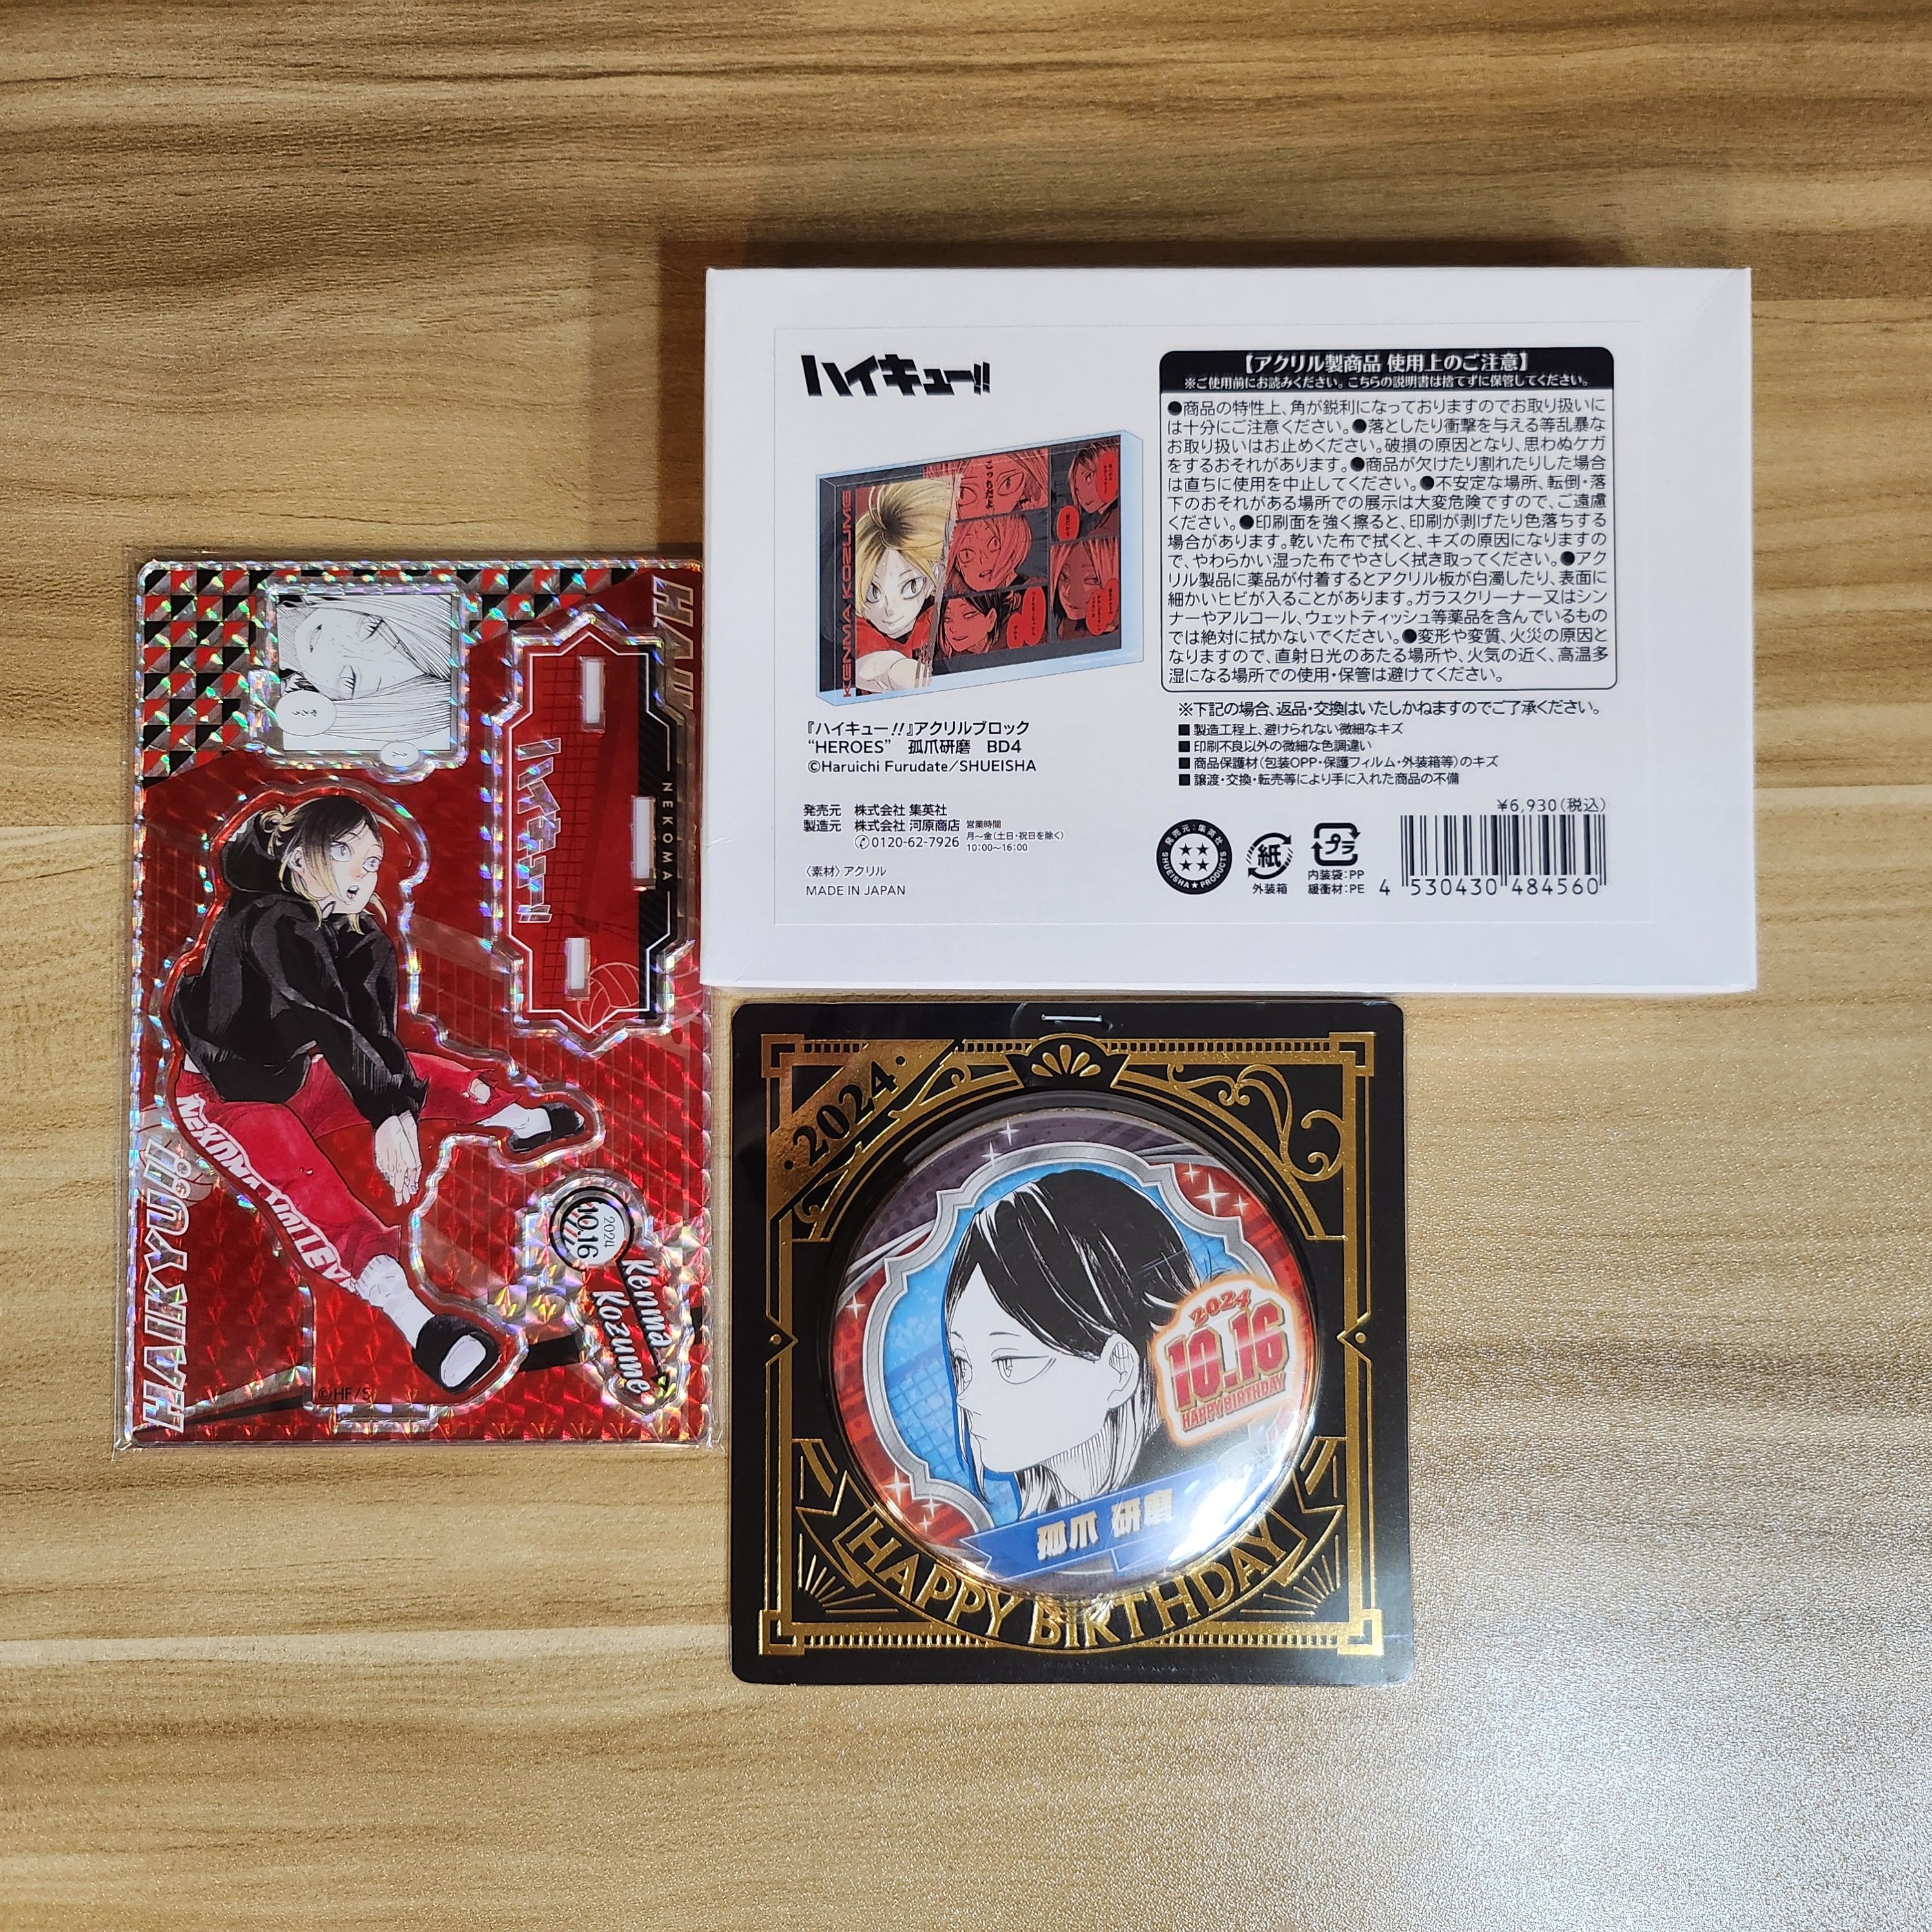 ハイキュー!!
KENMA KOZUME
『ハイキュー!!』アクリルブロック
“HEROES” 孤爪研磨 BD4
©Haruichi Furudate/SHUEISHA
発売元 株式会社 集英社
製造元 株式会社 河原商店
営業時間
月〜金(土日・祝日を除く)
10:00〜16:00
0120-62-7926
〈素材〉アクリル
MADE IN JAPAN
【アクリル製商品 使用上のご注意】
※ご使用前にお読みください。こちらの説明書は捨てずに保管してください。
●商品の特性上、角が鋭利になっておりますのでお取り扱いに
は十分にご注意ください。●落としたり衝撃を与える等乱暴な
お取り扱いはお止めください。破損の原因となり、思わぬケガ
をするおそれがあります。●商品が欠けたり割れたりした場合
は直ちに使用を中止してください。●不安定な場所、転倒・落
下のおそれがある場所での展示は大変危険ですので、ご遠慮
ください。●印刷面を強く擦ると、印刷が剥げたり色落ちする
場合があります。乾いた布で拭くと、キズの原因になりますの
で、やわらかい湿った布でやさしく拭き取ってください。●アク
リル製品に薬品が付着するとアクリル板が白濁したり、表面に
細かいヒビが入ることがあります。ガラスクリーナー又はシン
ナーやアルコール、ウェットティッシュ等薬品を含んでいるもの
では絶対に拭かないでください。●変形や変質、火災の原因と
なりますので、直射日光のあたる場所や、火気の近く、高温多
湿になる場所での使用・保管は避けてください。
※下記の場合、返品・交換はいたしかねますのでご了承ください。
■製造工程上、避けられない微細なキズ
■印刷不良以外の微細な色調違い
■商品保護材(包装OPP・保護フィルム・外装箱等)のキズ
■譲渡・交換・転売等により手に入れた商品の不備
¥6,930(税込)
発売元:集英社
SHUEISHA★PRODUCTS
紙
外装箱
プラ
内装袋:PP
緩衝材:PE
4 530430 484560
ハイキュー!!
NEKOMA
HAIKYU!!
NEKOMA VOLLEY
2024
10.16
Kenma
Kozume
©HF/S
・2024・
2024
10.16
HAPPY BIRTHDAY
孤爪 研磨
HAPPY BIRTHDAY